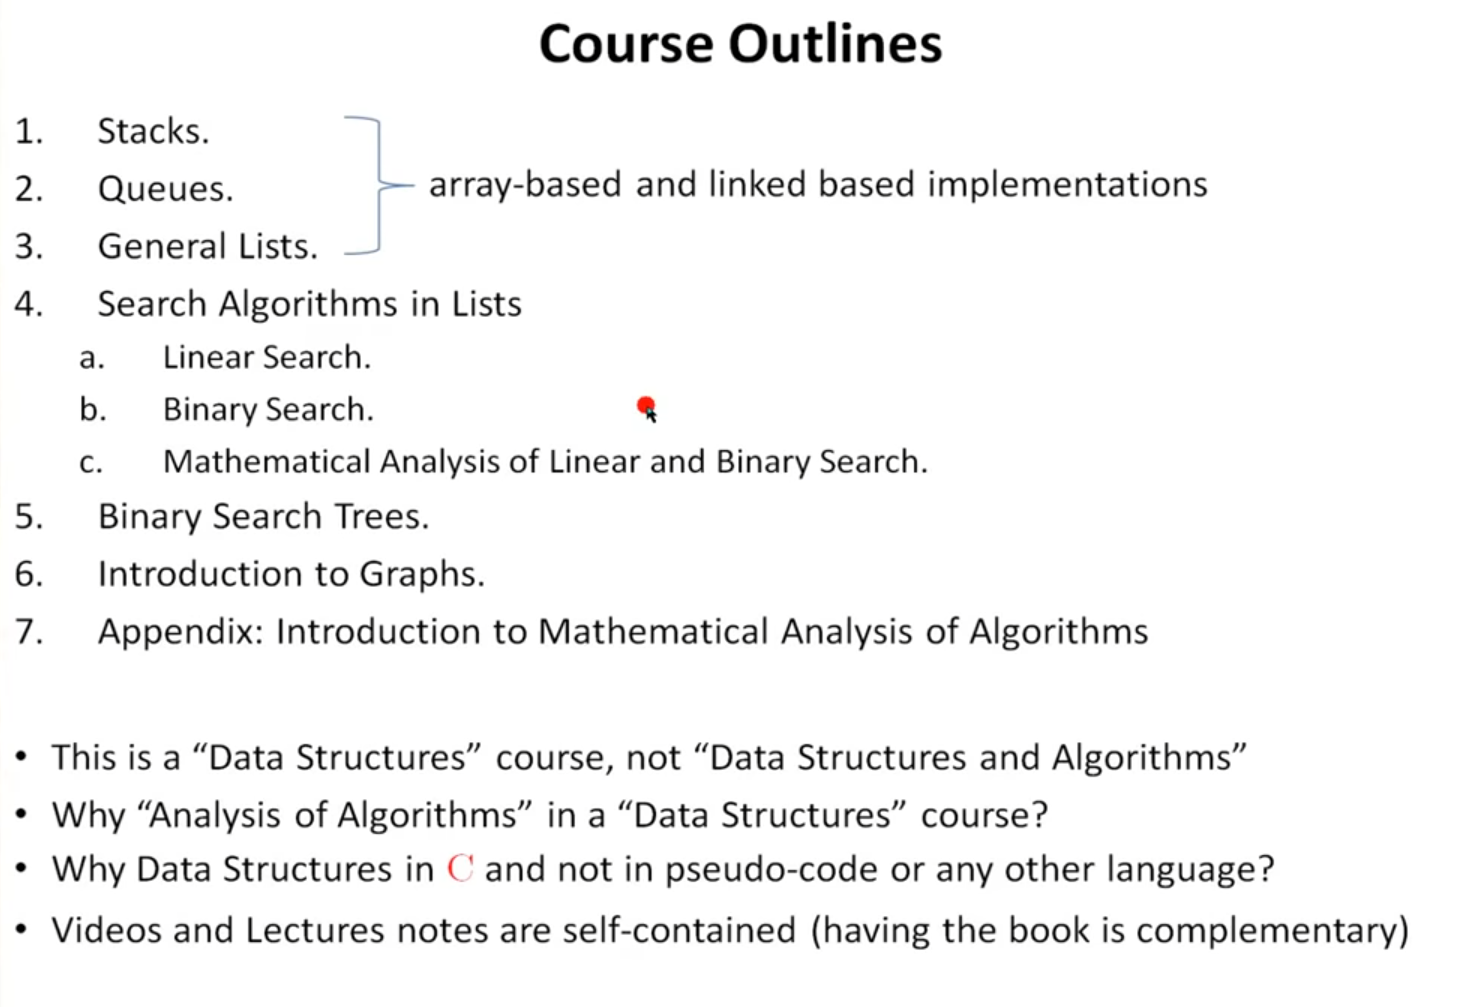 Course Outlines
1. Stacks.
2. Queues.
array-based and linked based implementations
3. General Lists.
4. Search Algorithms in Lists
a. Linear Search.
b. Binary Search.
c. Mathematical Analysis of Linear and Binary Search.
5. Binary Search Trees.
6. Introduction to Graphs.
7. Appendix: Introduction to Mathematical Analysis of Algorithms
• This is a “Data Structures” course, not “Data Structures and Algorithms”
• Why “Analysis of Algorithms” in a “Data Structures” course?
• Why Data Structures in C and not in pseudo-code or any other language?
• Videos and Lectures notes are self-contained (having the book is complementary)